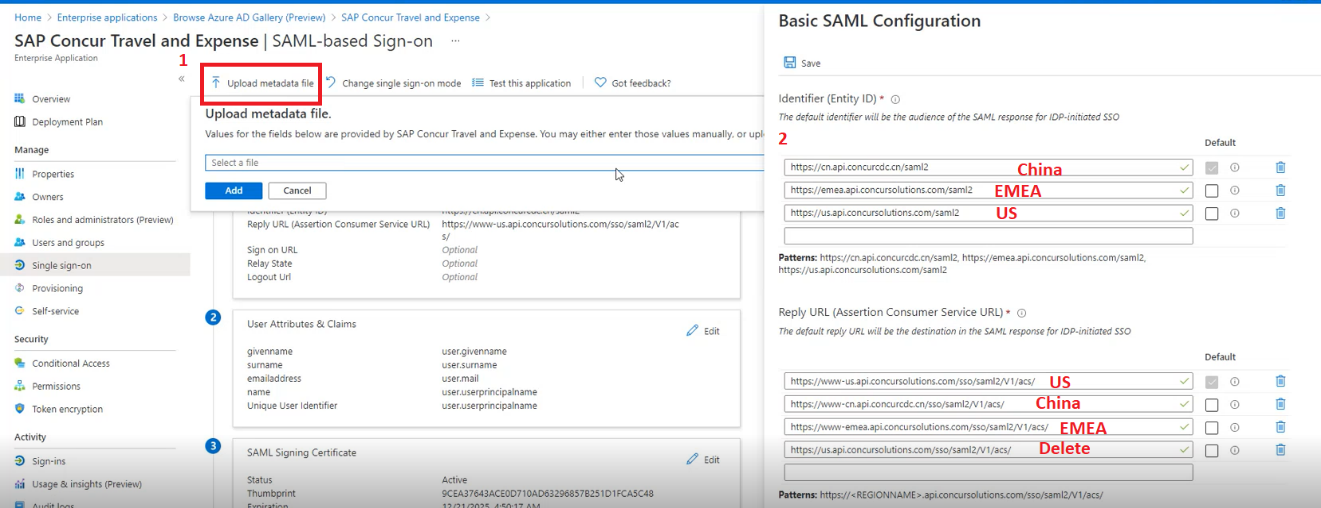 Home > Enterprise applications > Browse Azure AD Gallery (Preview) > SAP Concur Travel and Expense >
SAP Concur Travel and Expense | SAML-based Sign-on ...
Enterprise Application
1
«
Upload metadata file
Change single sign-on mode
Test this application
Got feedback?
Overview
Deployment Plan
Manage
Properties
Owners
Roles and administrators (Preview)
Users and groups
Single sign-on
Provisioning
Self-service
Security
Conditional Access
Permissions
Token encryption
Activity
Sign-ins
Usage & insights (Preview)
Audit logs
Upload metadata file.
Values for the fields below are provided by SAP Concur Travel and Expense. You may either enter those values manually, or uplo
Select a file
Add
Cancel
Identifier (Entity ID)
Reply URL (Assertion Consumer Service URL)
https://www-us.api.concursolutions.com/sso/saml2/V1/ac
s/
Sign on URL
Optional
Relay State
Optional
Logout Url
Optional
2
User Attributes & Claims
Edit
givenname
user.givenname
surname
user.surname
emailaddress
user.mail
name
user.userprincipalname
Unique User Identifier
user.userprincipalname
3
SAML Signing Certificate
Edit
Status
Active
Thumbprint
9CEA37643ACE0D710AD63296857B251D1FCA5C48
Expiration
12/21/2025, 4:50:17 AM
Basic SAML Configuration
Save
Identifier (Entity ID) *
The default identifier will be the audience of the SAML response for IDP-initiated SSO
2
Default
https://cn.api.concurcdc.cn/saml2
China
https://emea.api.concursolutions.com/saml2
EMEA
https://us.api.concursolutions.com/saml2
US
Patterns: https://cn.api.concurcdc.cn/saml2, https://emea.api.concursolutions.com/saml2,
https://us.api.concursolutions.com/saml2
Reply URL (Assertion Consumer Service URL) *
The default reply URL will be the destination in the SAML response for IDP-initiated SSO
Default
https://www-us.api.concursolutions.com/sso/saml2/V1/acs/
US
https://www-cn.api.concurcdc.cn/sso/saml2/V1/acs/
China
https://www-emea.api.concursolutions.com/sso/saml2/V1/acs/
EMEA
https://us.api.concursolutions.com/sso/saml2/V1/acs/
Delete
Patterns: https://<REGIONNAME>.api.concursolutions.com/sso/saml2/V1/acs/